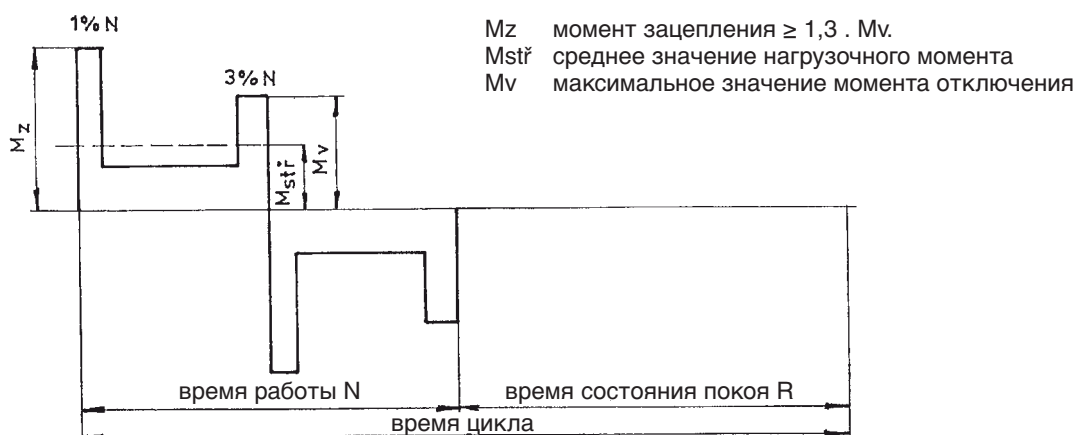 1% N
Mz момент зацепления ≥ 1,3 . Mv.
Mstř среднее значение нагрузочного момента
Mv максимальное значение момента отключения
3% N
Mz
Mstř
Mv
время работы N
время состояния покоя R
время цикла